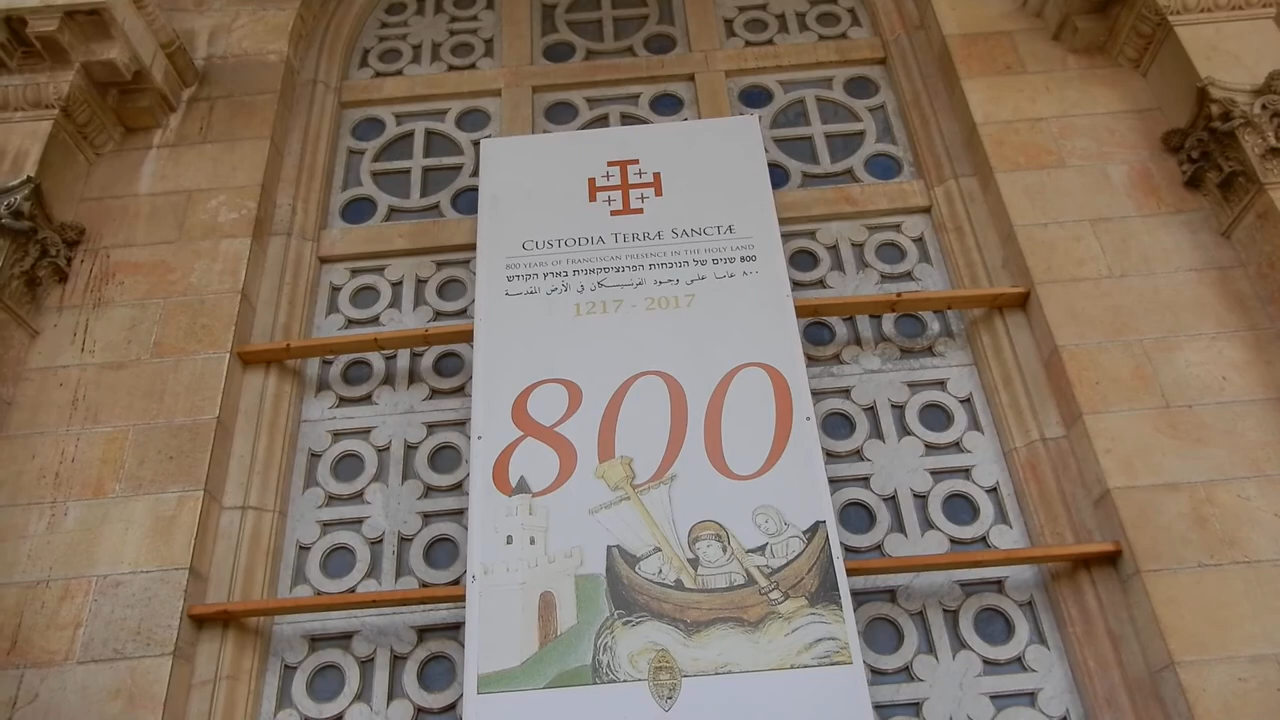 CUSTODIA TERRÆ SANCTÆ
800 YEARS OF FRANCISCAN PRESENCE IN THE HOLY LAND
800 שנים של הנוכחות הפרנציסקאנית בארץ הקודש
٨٠٠ عاما على وجود الفرنسيسكان في الأرض المقدسة
1217 - 2017
800